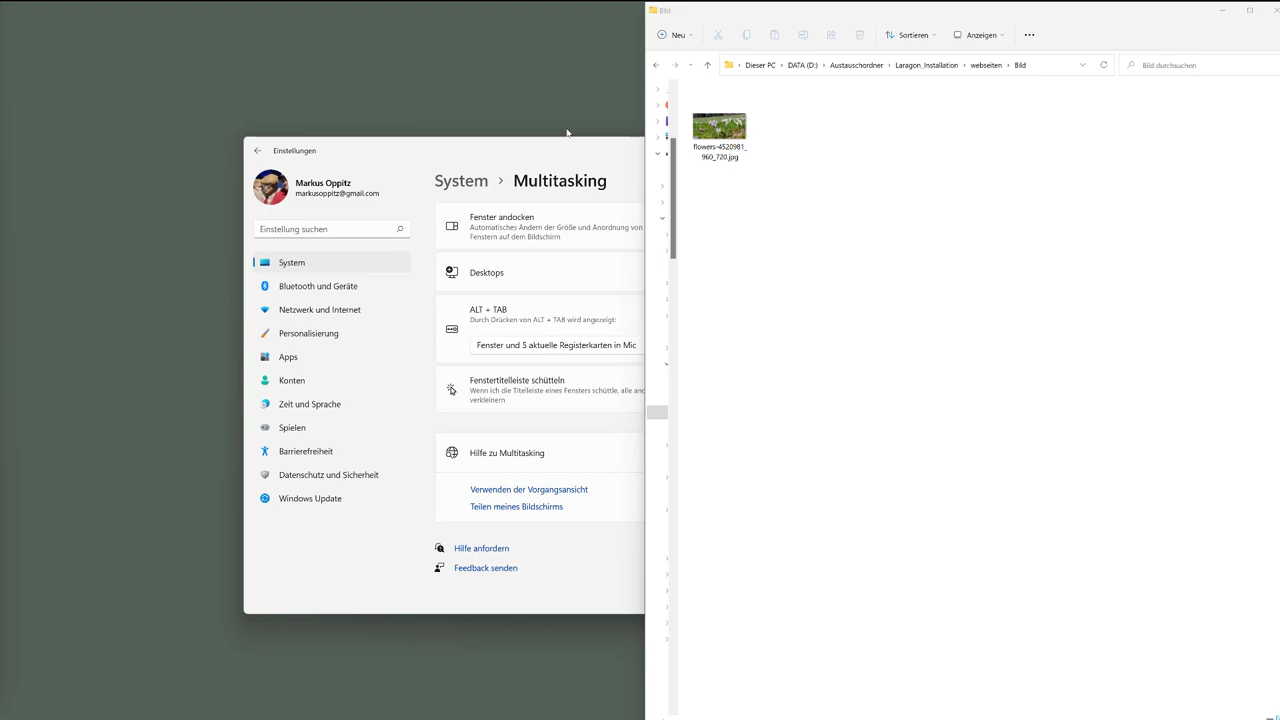 Einstellungen
Markus Oppitz
markusoppitz@gmail.com
Einstellung suchen
System
Bluetooth und Geräte
Netzwerk und Internet
Personalisierung
Apps
Konten
Zeit und Sprache
Spielen
Barrierefreiheit
Datenschutz und Sicherheit
Windows Update
System > Multitasking
Fenster andocken
Automatisches Ändern der Größe und Anordnung von
Fenstern auf dem Bildschirm
Desktops
ALT + TAB
Durch Drücken von ALT + TAB wird angezeigt:
Fenster und 5 aktuelle Registerkarten in Mic
Fenstertitelleiste schütteln
Wenn ich die Titelleiste eines Fensters schüttle, alle and
verkleinern
Hilfe zu Multitasking
Verwenden der Vorgangsansicht
Teilen meines Bildschirms
Hilfe anfordern
Feedback senden
Bild
Neu
Sortieren
Anzeigen
Dieser PC > DATA (D:) > Austauschordner > Laragon_Installation > webseiten > Bild
Bild durchsuchen
flowers-4520981_
960_720.jpg